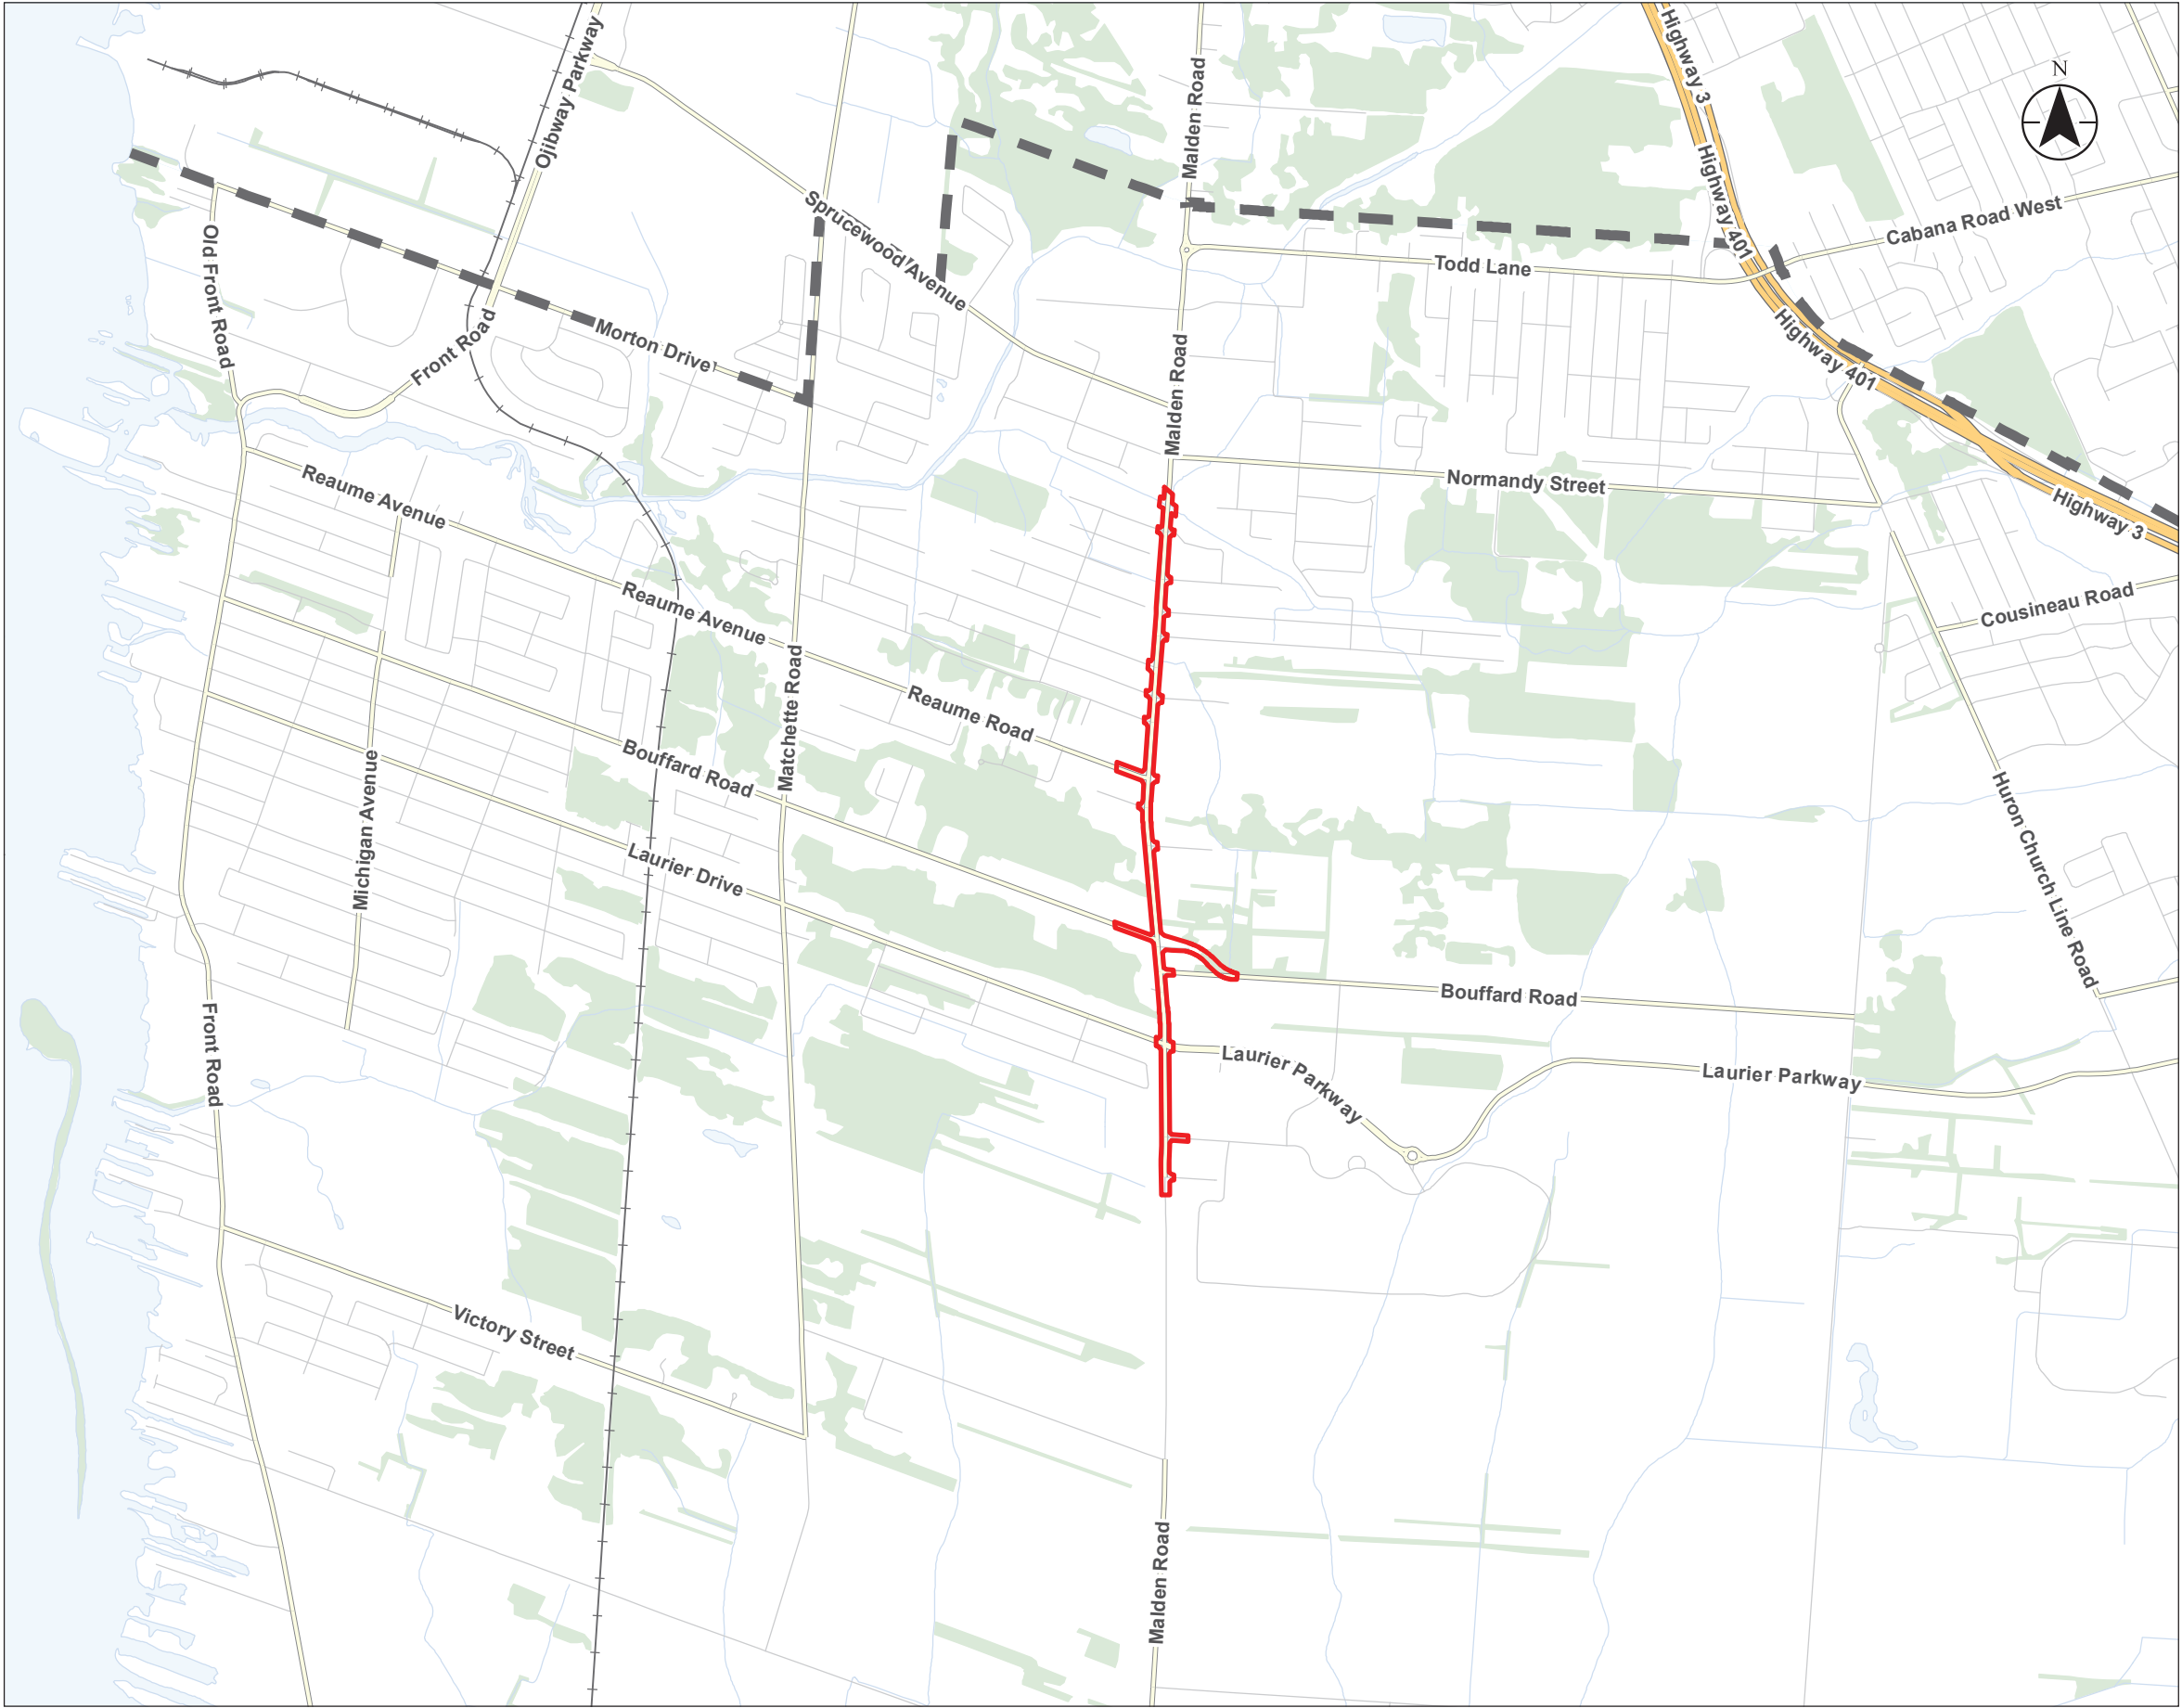 Highway 3
Ojibway Parkway
N
Malden Road
Highway 401
Sprucewood Avenue
Cabana Road West
Old Front Road
Todd Lane
Front Road
Morton Drive
Malden Road
Highway 401
Reaume Avenue
Normandy Street
Highway 3
Reaume Avenue
Cousineau Road
Matchette Road
Reaume Road
Bouffard Road
Michigan Avenue
Huron Church Line Road
Laurier Drive
Bouffard Road
Front Road
Laurier Parkway
Laurier Parkway
Victory Street
Malden Road